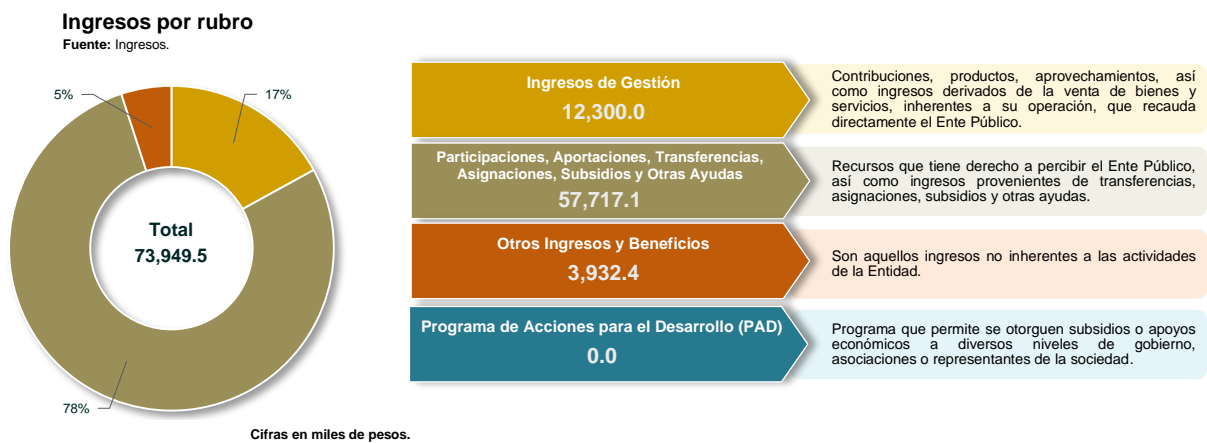 Ingresos por rubro
Fuente: Ingresos.
5%
17%
Total
73,949.5
78%
Ingresos de Gestión
12,300.0
Contribuciones, productos, aprovechamientos, así
como ingresos derivados de la venta de bienes y
servicios, inherentes a su operación, que recauda
directamente el Ente Público.
Participaciones, Aportaciones, Transferencias,
Asignaciones, Subsidios y Otras Ayudas
57,717.1
Recursos que tiene derecho a percibir el Ente Público,
así como ingresos provenientes de transferencias,
asignaciones, subsidios y otras ayudas.
Otros Ingresos y Beneficios
3,932.4
Son aquellos ingresos no inherentes a las actividades
de la Entidad.
Programa de Acciones para el Desarrollo (PAD)
0.0
Programa que permite se otorguen subsidios o apoyos
económicos a diversos niveles de gobierno,
asociaciones o representantes de la sociedad.
Cifras en miles de pesos.